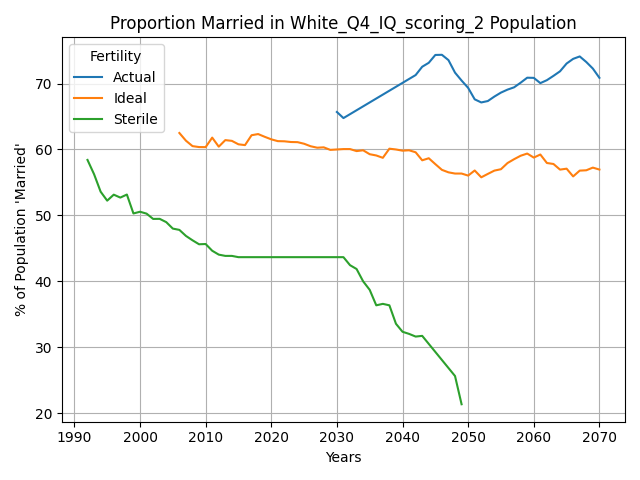 Proportion Married in White_Q4_IQ_scoring_2 Population
Fertility
Actual
Ideal
Sterile
% of Population 'Married'
70
60
50
40
30
20
1990 2000 2010 2020 2030 2040 2050 2060 2070
Years